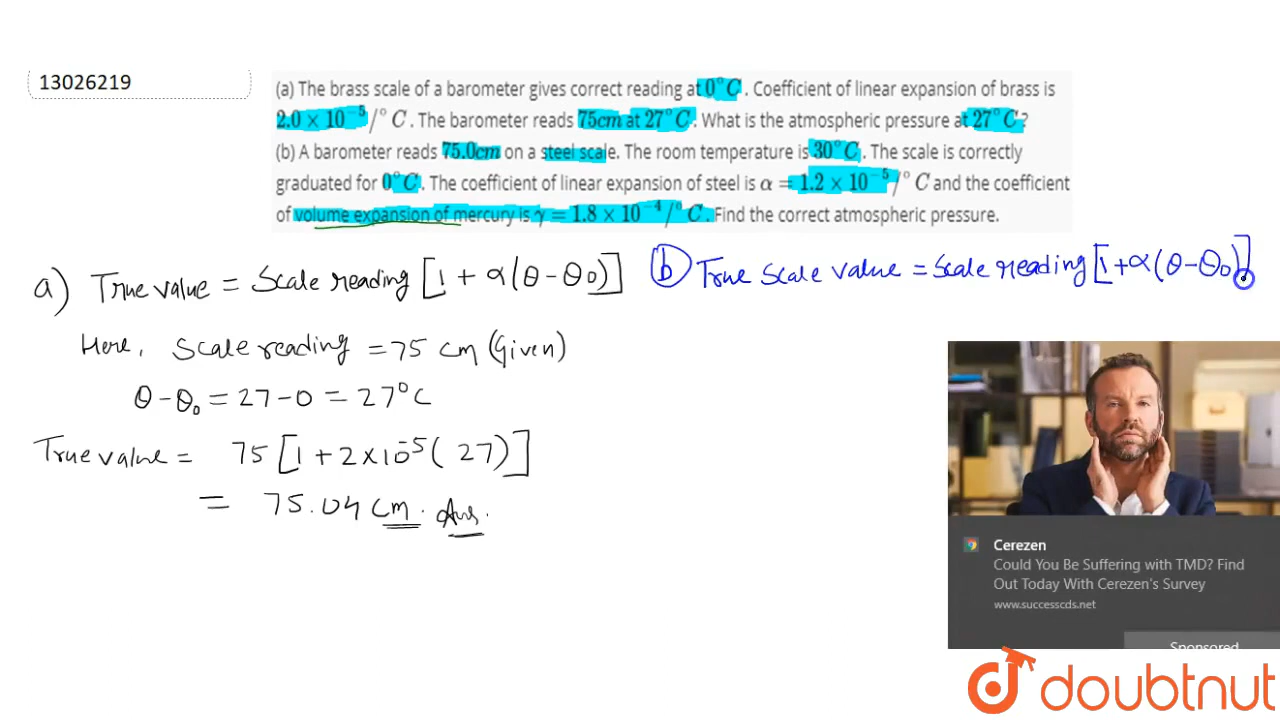 13026219
(a) The brass scale of a barometer gives correct reading at 0°C. Coefficient of linear expansion of brass is
2.0 × 10⁻⁵/°C. The barometer reads 75cm at 27°C. What is the atmospheric pressure at 27°C?
(b) A barometer reads 75.0cm on a steel scale. The room temperature is 30°C. The scale is correctly
graduated for 0°C. The coefficient of linear expansion of steel is α = 1.2 × 10⁻⁵/°C and the coefficient
of volume expansion of mercury is γ = 1.8 × 10⁻⁴/°C. Find the correct atmospheric pressure.
a) True value = Scale reading [1 + α(θ-θ0)]
Here, Scale reading = 75 cm (Given)
θ-θ₀ = 27-0 = 27°C
True value = 75 [1 + 2×10⁻⁵ (27)]
= 75.04 cm. Ans.
(b) True Scale value = Scale reading [1+α(θ-θ0)]
Cerezen
Could You Be Suffering with TMD? Find
Out Today With Cerezen's Survey
www.successcds.net
Sponsored
doubtnut